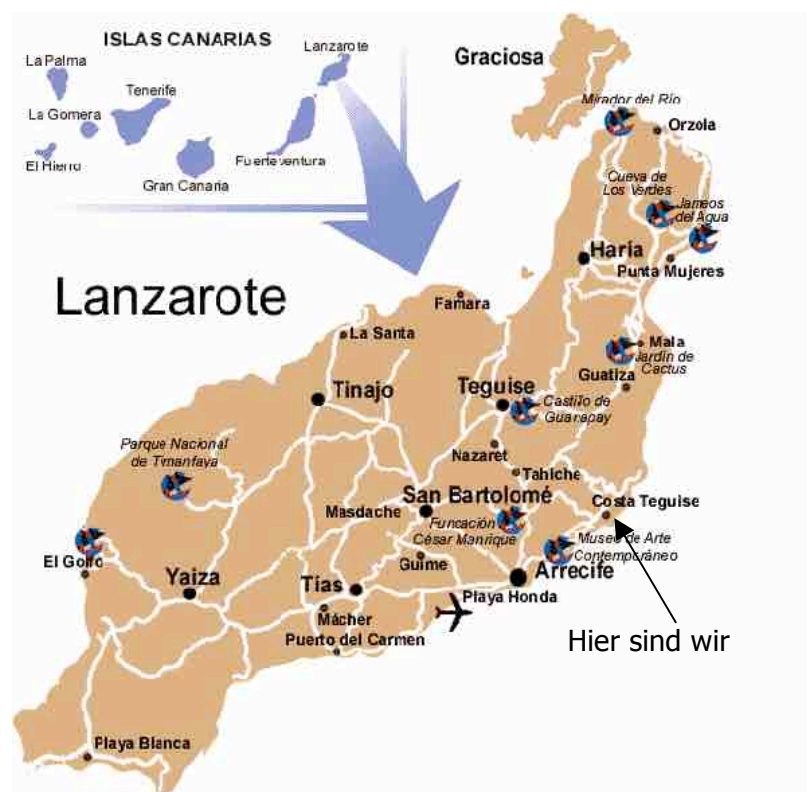 ISLAS CANARIAS
Lanzarote
La Palma
Tenerife
La Gomera
El Hierro
Gran Canaria
Fuerteventura
Graciosa
Mirador del Río
Orzola
Cueva de
Los Verdes
Jameos
del Agua
Haría
Punta Mujeres
Lanzarote
Famara
La Santa
Mala
Jardín de
Cactus
Guatiza
Tinajo
Teguise
Castillo de
Guanapay
Parque Nacional
de Timanfaya
Nazaret
Tahiche
San Bartolomé
Costa Teguise
Masdache
Funcación
César Manrique
Museo de Arte
Contemporáneo
El Golfo
Guime
Arrecife
Yaiza
Tías
Playa Honda
Mácher
Puerto del Carmen
Hier sind wir
Playa Blanca